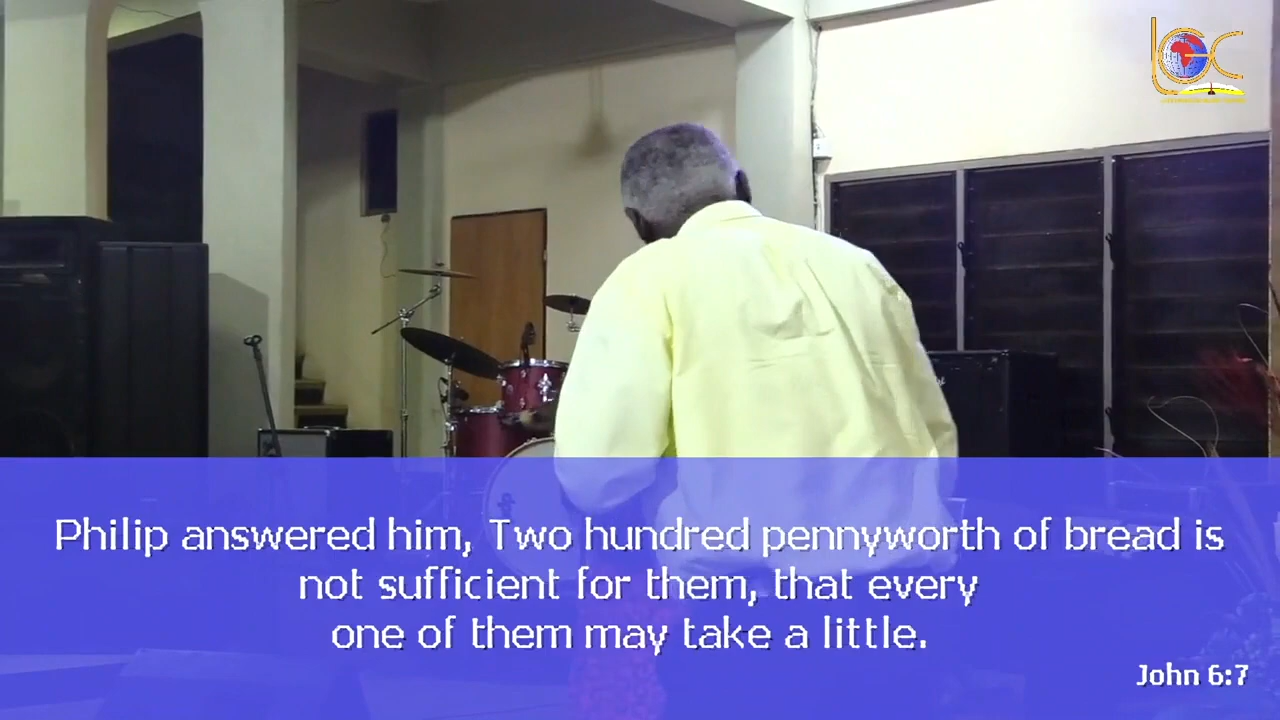 LGC
Philip answered him, Two hundred pennyworth of bread is
not sufficient for them, that every
one of them may take a little.
John 6:7